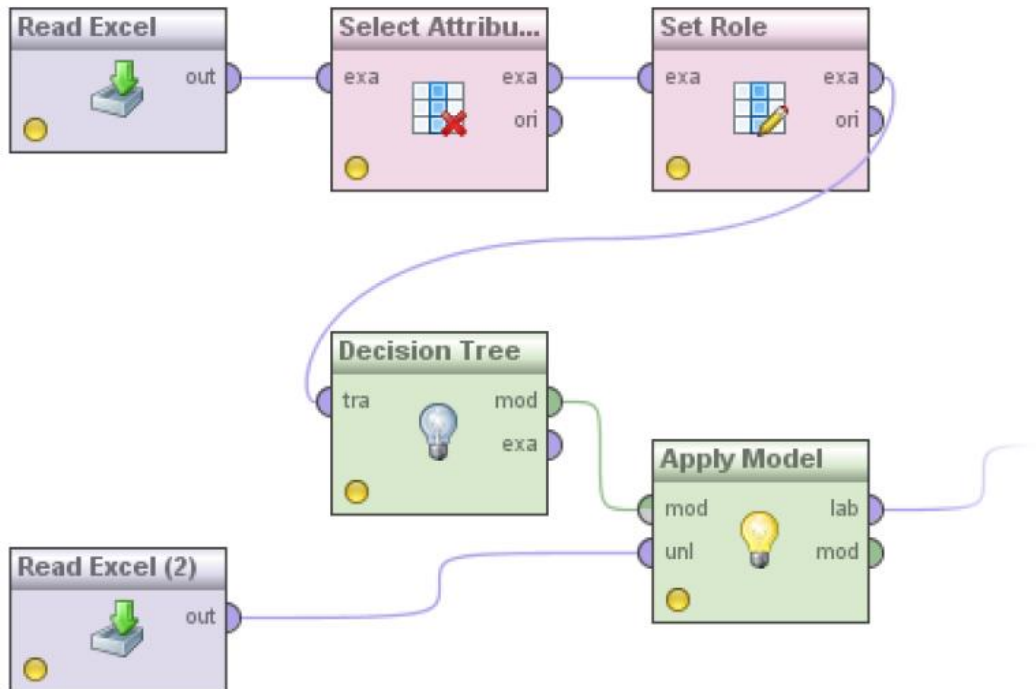 Read Excel
out
Select Attribu...
exa
exa
ori
Set Role
exa
exa
ori
Decision Tree
tra
mod
exa
Apply Model
mod
lab
unl
mod
Read Excel (2)
out